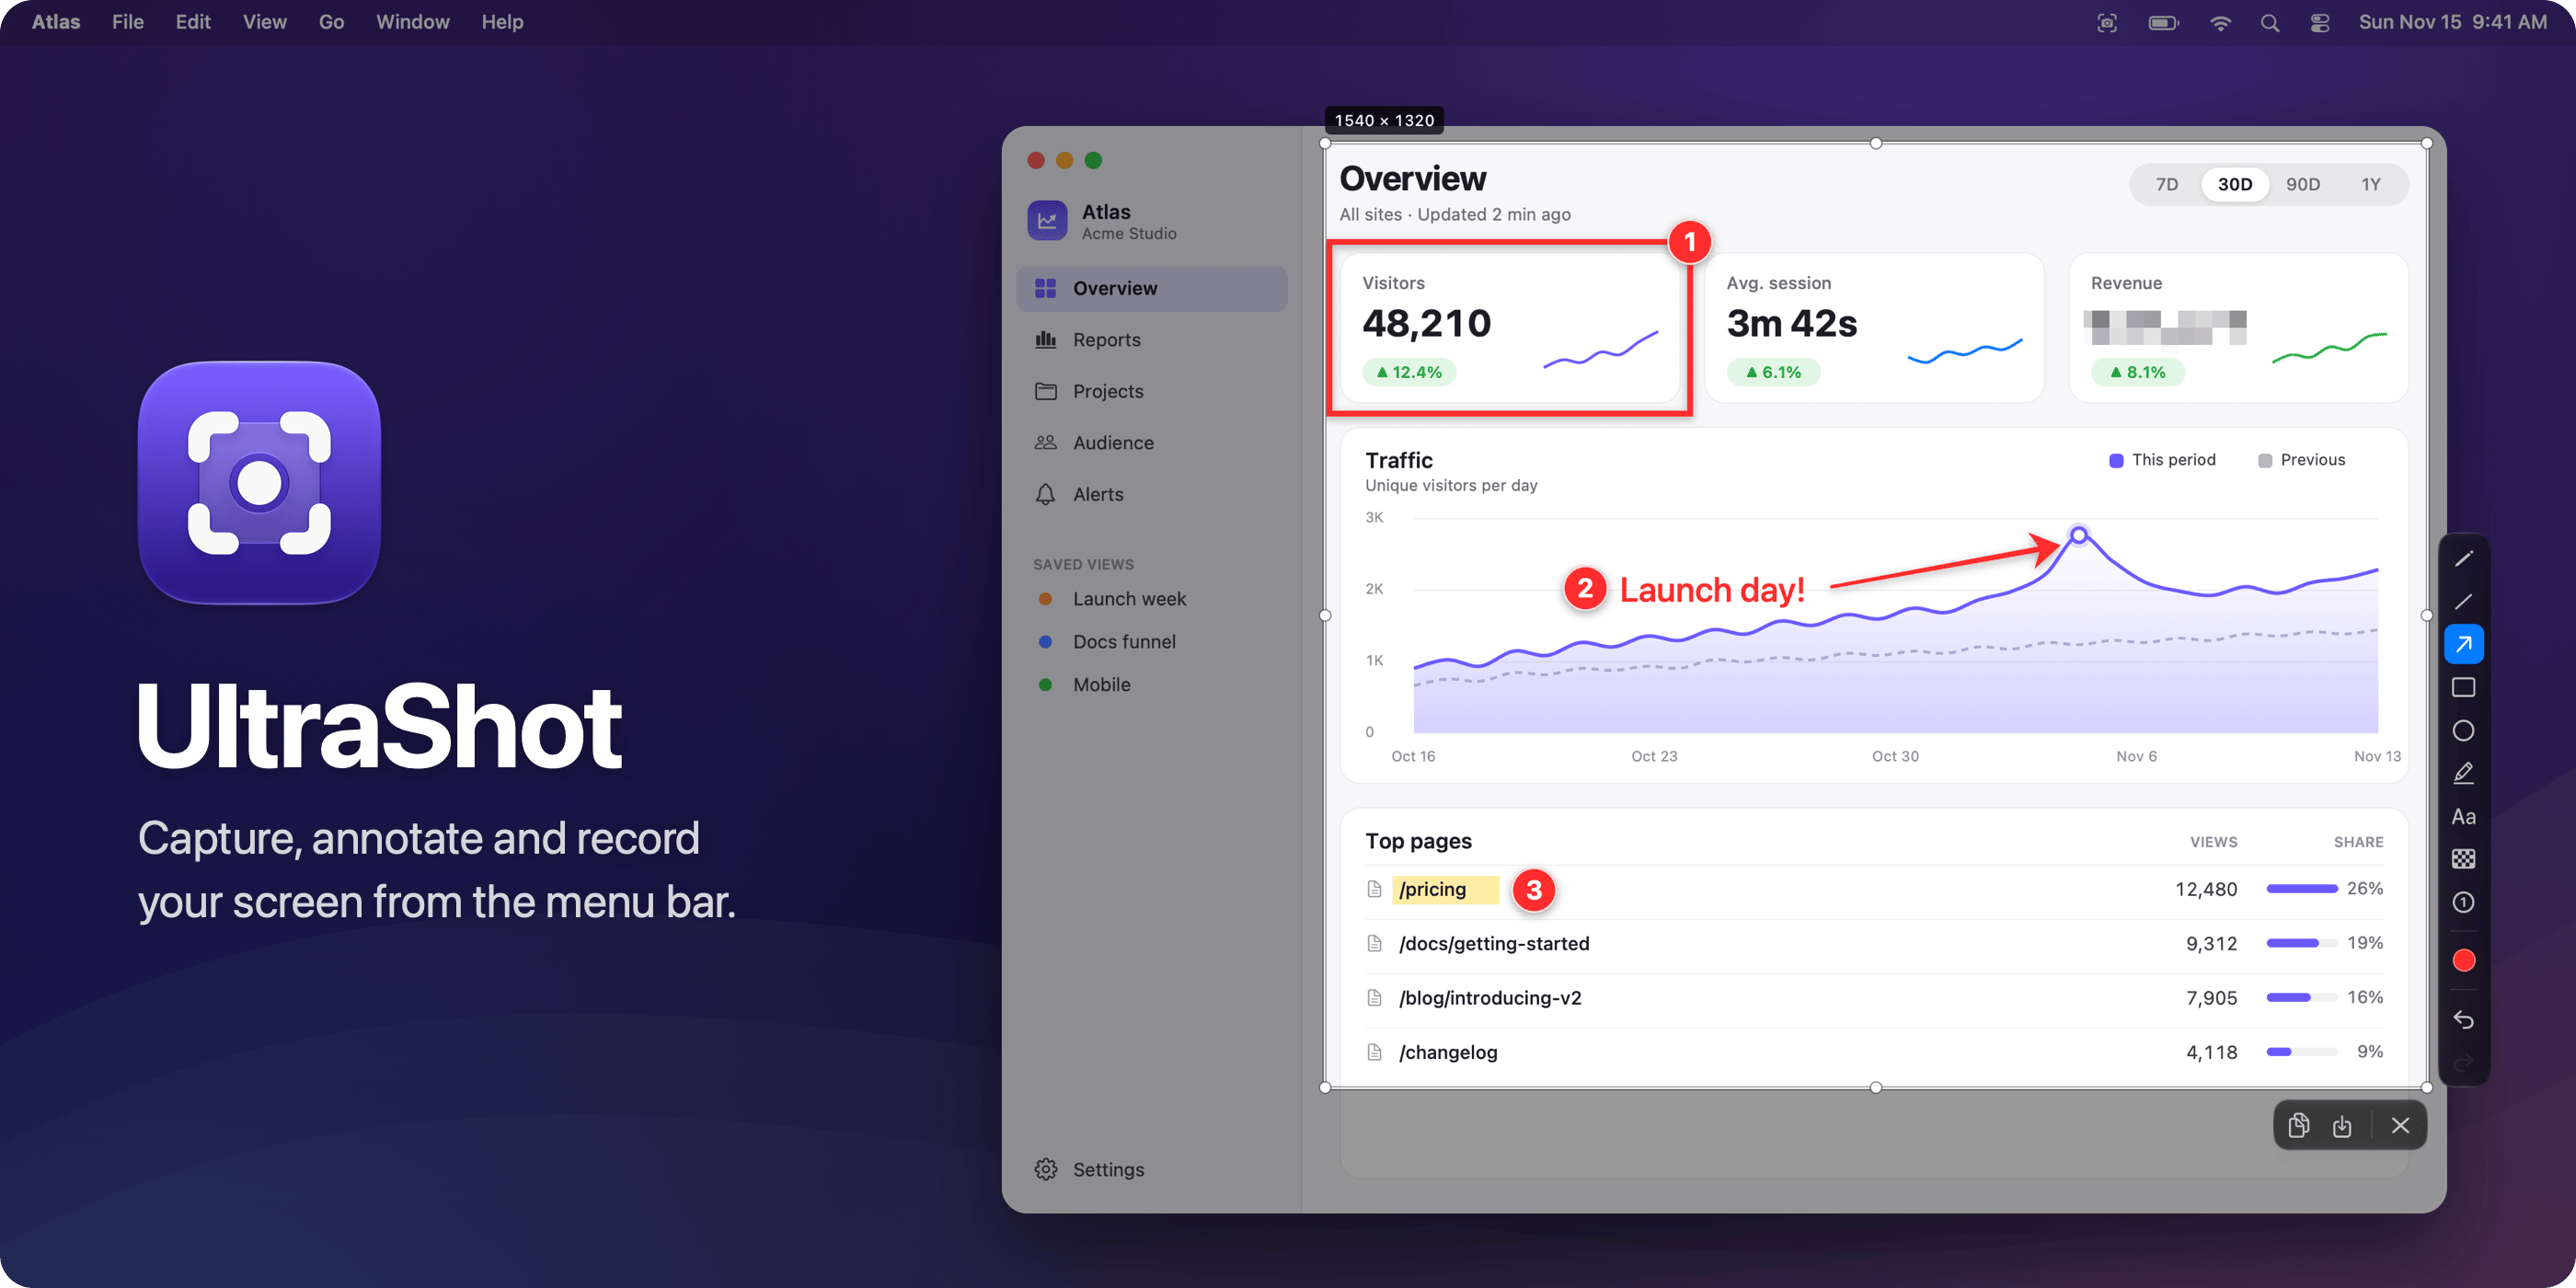 Atlas File Edit View Go Window Help
Sun Nov 15 9:41 AM
UltraShot
Capture, annotate and record
your screen from the menu bar.
1540 × 1320
Atlas
Acme Studio
Overview
Reports
Projects
Audience
Alerts
SAVED VIEWS
Launch week
Docs funnel
Mobile
Settings
Overview
All sites · Updated 2 min ago
7D 30D 90D 1Y
1
Visitors
48,210
▲ 12.4%
Avg. session
3m 42s
▲ 6.1%
Revenue
▲ 8.1%
Traffic
Unique visitors per day
This period Previous
3K
2K
1K
0
2 Launch day!
Oct 16 Oct 23 Oct 30 Nov 6 Nov 13
Top pages VIEWS SHARE
/pricing 3 12,480 26%
/docs/getting-started 9,312 19%
/blog/introducing-v2 7,905 16%
/changelog 4,118 9%
Aa
1